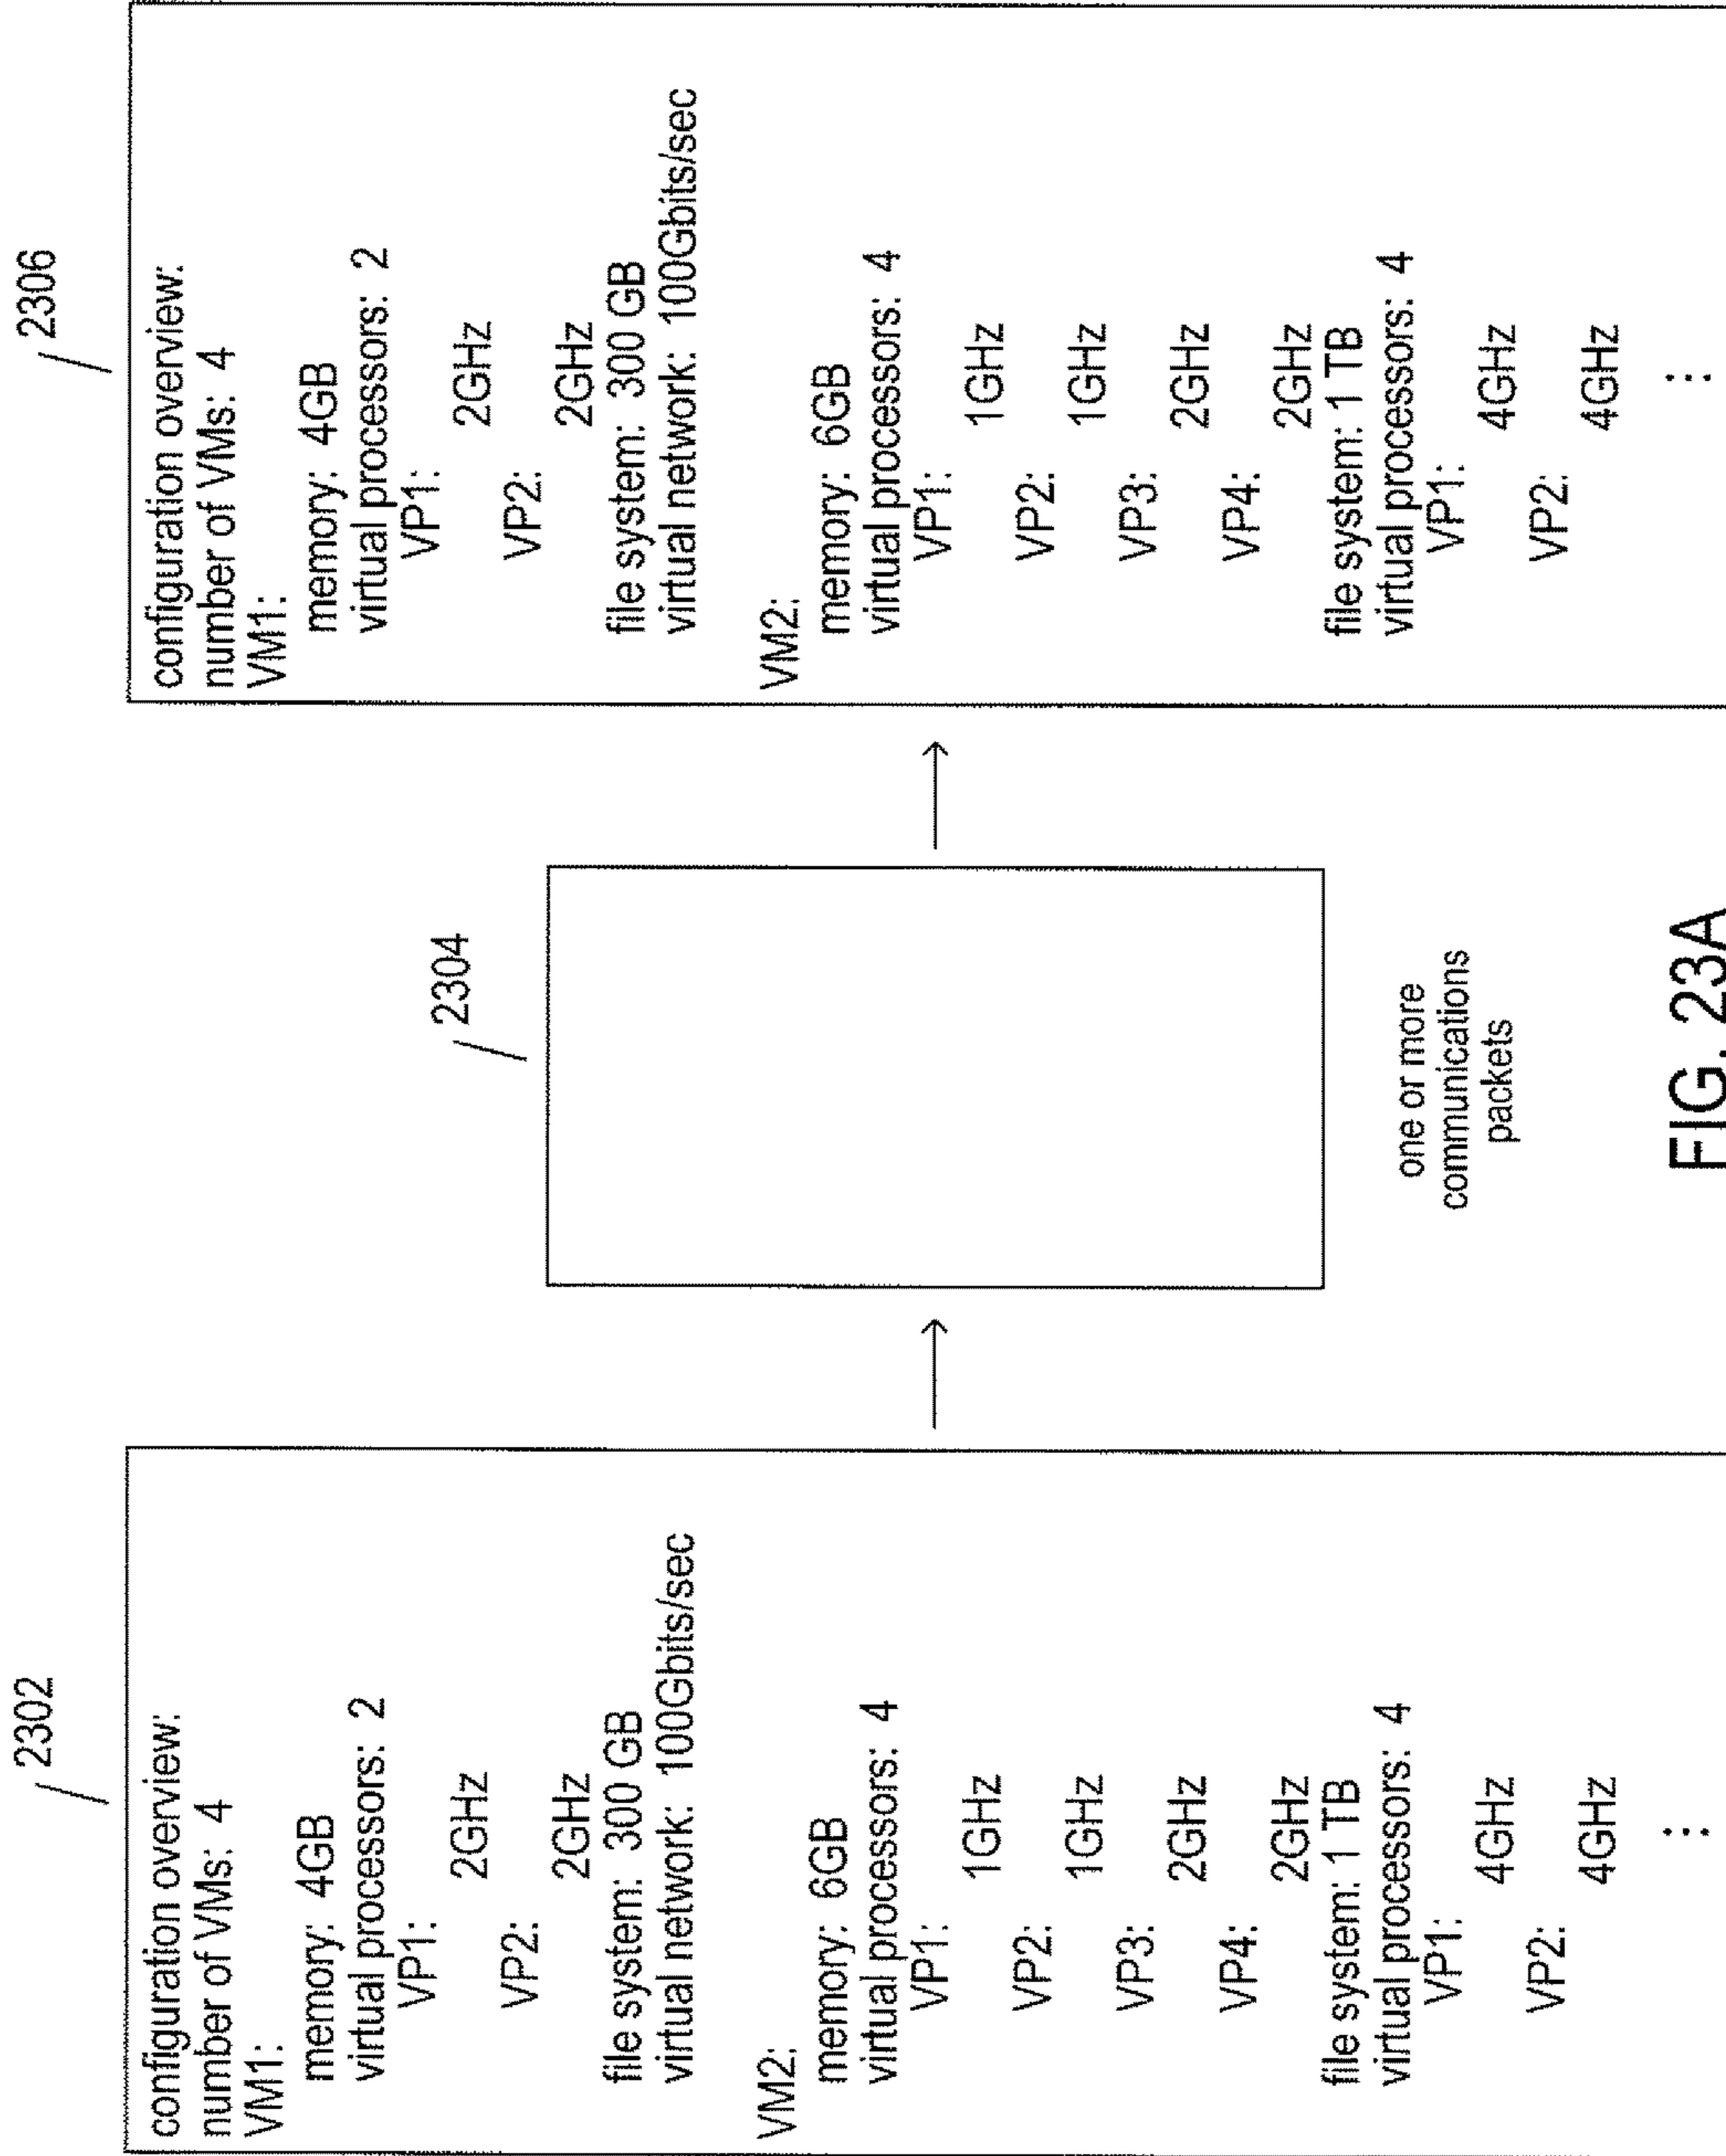 2302
configuration overview:
number of VMs: 4
VM1:
memory: 4GB
virtual processors: 2
VP1:
2GHz
VP2:
2GHz
file system: 300 GB
virtual network: 100Gbits/sec
VM2:
memory: 6GB
virtual processors: 4
VP1:
1GHz
VP2:
1GHz
VP3:
2GHz
VP4:
2GHz
file system: 1 TB
virtual processors: 4
VP1:
4GHz
VP2:
4GHz
⋮
2304
one or more
communications
packets
2306
configuration overview:
number of VMs: 4
VM1:
memory: 4GB
virtual processors: 2
VP1:
2GHz
VP2:
2GHz
file system: 300 GB
virtual network: 100Gbits/sec
VM2:
memory: 6GB
virtual processors: 4
VP1:
1GHz
VP2:
1GHz
VP3:
2GHz
VP4:
2GHz
file system: 1 TB
virtual processors: 4
VP1:
4GHz
VP2:
4GHz
⋮
FIG. 23A